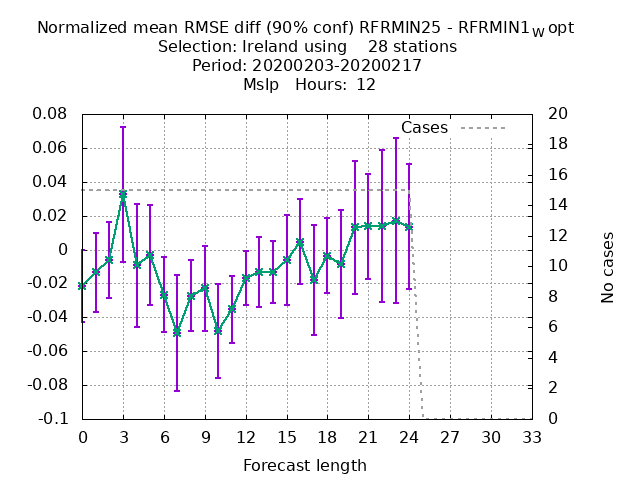 Normalized mean RMSE diff (90% conf) RFRMIN25 - RFRMIN1wopt
Selection: Ireland using    28 stations
Period: 20200203-20200217
Mslp   Hours: 12
Cases
0.08
0.06
0.04
0.02
0
-0.02
-0.04
-0.06
-0.08
-0.1
20
18
16
14
12
10
8
6
4
2
0
No cases
0 3 6 9 12 15 18 21 24 27 30 33
Forecast length